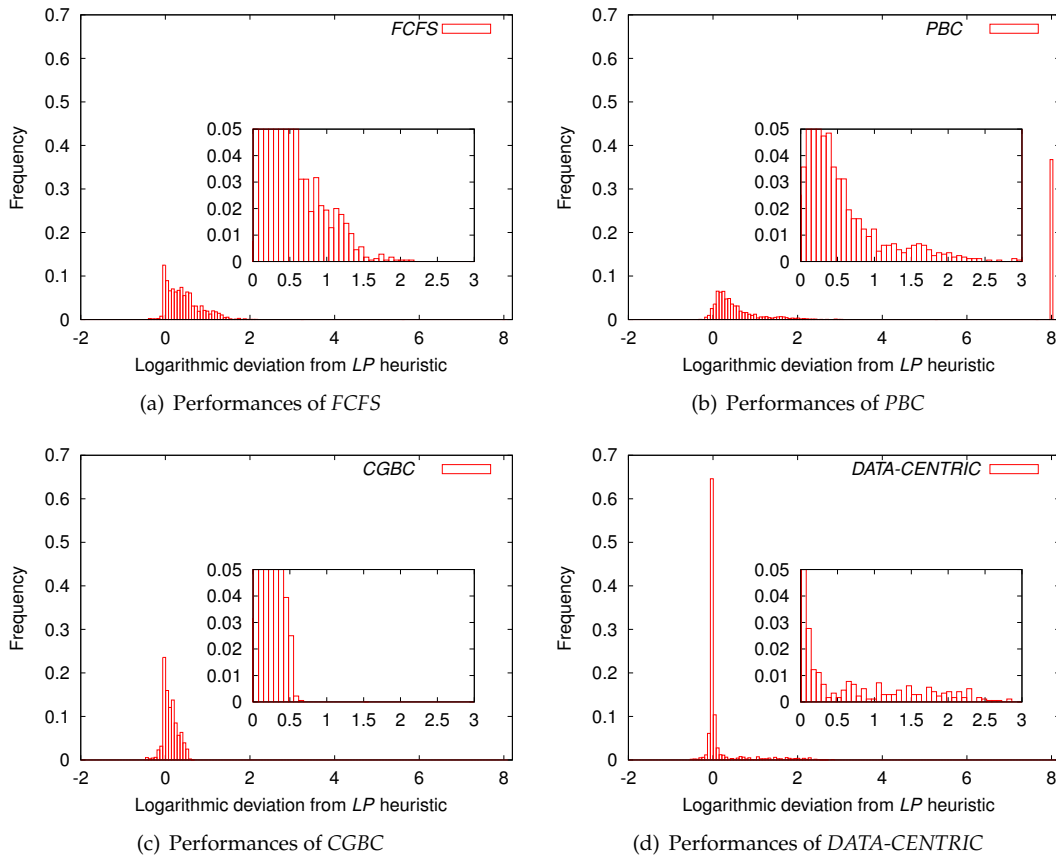 FCFS
0.7
0.6
0.5
0.4
0.3
0.2
0.1
0
Frequency
-2 0 2 4 6 8
Logarithmic deviation from LP heuristic
0.05
0.04
0.03
0.02
0.01
0
0 0.5 1 1.5 2 2.5 3
(a) Performances of FCFS
PBC
0.7
0.6
0.5
0.4
0.3
0.2
0.1
0
Frequency
-2 0 2 4 6 8
Logarithmic deviation from LP heuristic
0.05
0.04
0.03
0.02
0.01
0
0 0.5 1 1.5 2 2.5 3
(b) Performances of PBC
CGBC
0.7
0.6
0.5
0.4
0.3
0.2
0.1
0
Frequency
-2 0 2 4 6 8
Logarithmic deviation from LP heuristic
0.05
0.04
0.03
0.02
0.01
0
0 0.5 1 1.5 2 2.5 3
(c) Performances of CGBC
DATA-CENTRIC
0.7
0.6
0.5
0.4
0.3
0.2
0.1
0
Frequency
-2 0 2 4 6 8
Logarithmic deviation from LP heuristic
0.05
0.04
0.03
0.02
0.01
0
0 0.5 1 1.5 2 2.5 3
(d) Performances of DATA-CENTRIC